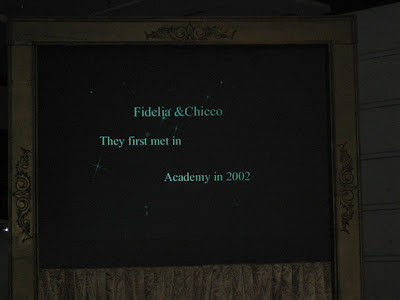 Fidelia &Chicco
They first met in
Academy in 2002